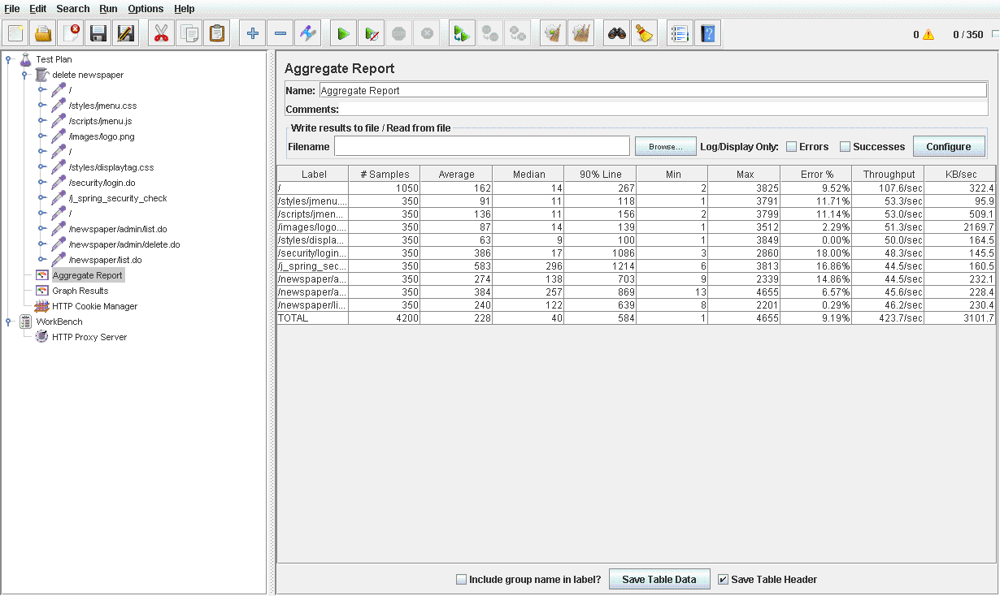 File Edit Search Run Options Help
0 0 / 350
Test Plan
delete newspaper
/
/styles/jmenu.css
/scripts/jmenu.js
/images/logo.png
/
/styles/displaytag.css
/security/login.do
/j_spring_security_check
/
/newspaper/admin/list.do
/newspaper/admin/delete.do
/newspaper/list.do
Aggregate Report
Graph Results
HTTP Cookie Manager
WorkBench
HTTP Proxy Server
Aggregate Report
Name: Aggregate Report
Comments:
Write results to file / Read from file
Filename Browse... Log/Display Only: Errors Successes Configure
Label # Samples Average Median 90% Line Min Max Error % Throughput KB/sec
/ 1050 162 14 267 2 3825 9.52% 107.6/sec 322.4
/styles/jmenu.... 350 91 11 118 1 3791 11.71% 53.3/sec 95.9
/scripts/jmen... 350 136 11 156 2 3799 11.14% 53.0/sec 509.1
/images/logo.... 350 87 14 139 1 3512 2.29% 51.3/sec 2169.7
/styles/displa... 350 63 9 100 1 3849 0.00% 50.0/sec 164.5
/security/login... 350 386 17 1086 3 2860 18.00% 48.3/sec 145.5
/j_spring_sec... 350 583 296 1214 6 3813 16.86% 44.5/sec 160.5
/newspaper/a... 350 274 138 703 9 2339 14.86% 44.5/sec 232.1
/newspaper/a... 350 384 257 869 13 4655 6.57% 45.6/sec 228.4
/newspaper/li... 350 240 122 639 8 2201 0.29% 46.2/sec 230.4
TOTAL 4200 228 40 584 1 4655 9.19% 423.7/sec 3101.7
Include group name in label? Save Table Data Save Table Header